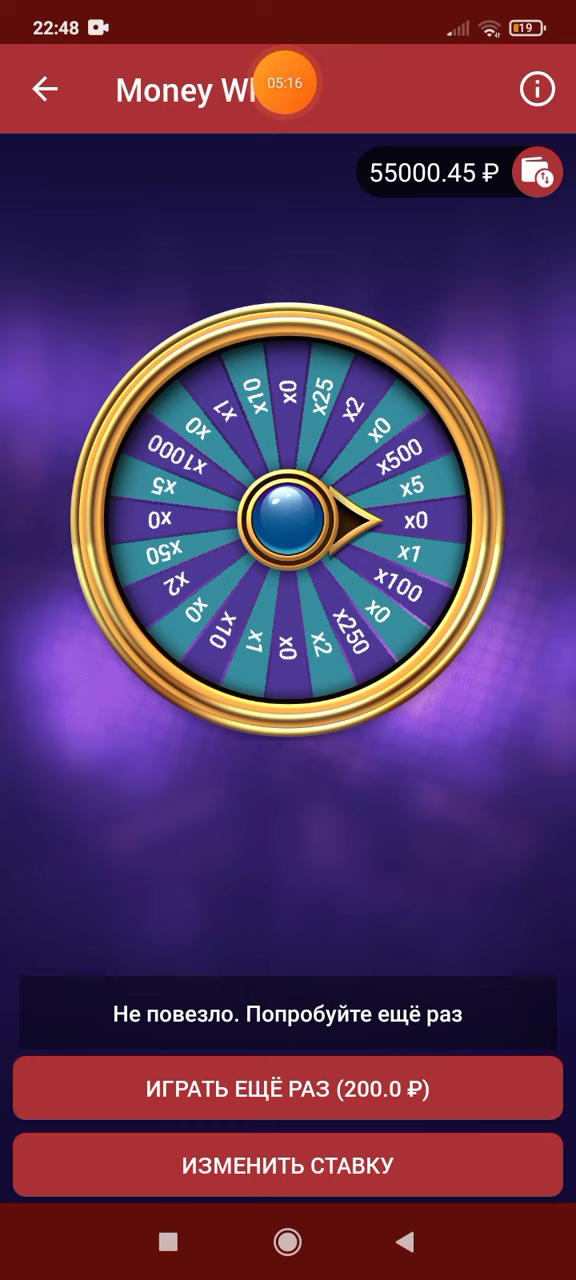 22:48
19
Money Wh
05:16
55000.45 ₽
x0
x25
x2
x0
x500
x5
x0
x1
x100
x0
x250
x2
x0
x1
x10
x0
x2
x50
x0
x5
x1000
x0
x1
x10
Не повезло. Попробуйте ещё раз
ИГРАТЬ ЕЩЁ РАЗ (200.0 ₽)
ИЗМЕНИТЬ СТАВКУ